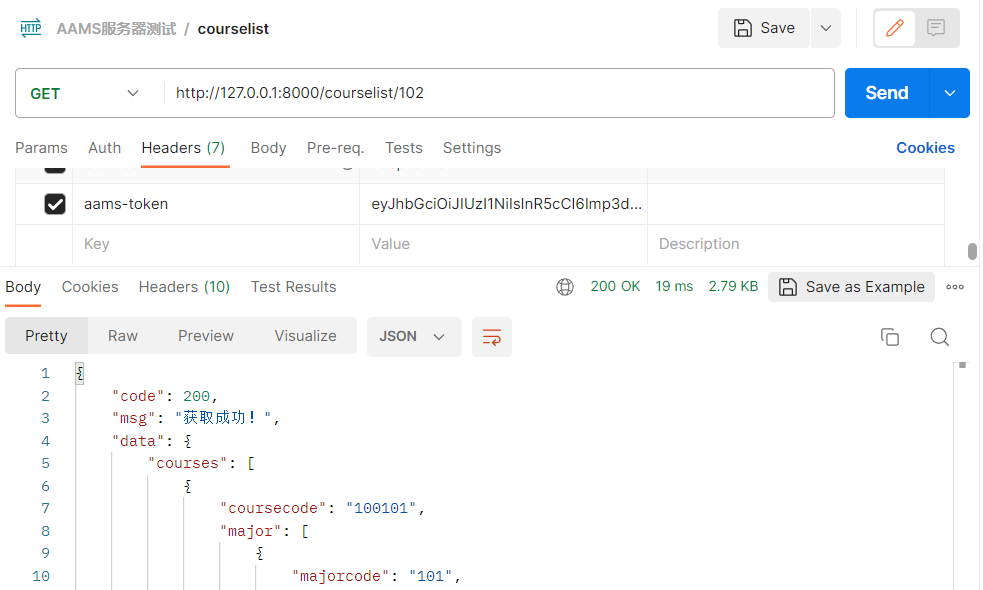 HTTP AAMS服务器测试 / courselist Save
GET http://127.0.0.1:8000/courselist/102 Send
Params Auth Headers (7) Body Pre-req. Tests Settings Cookies
aams-token eyJhbGciOiJIUzI1NiIsInR5cCI6Imp3d...
Key Value Description
Body Cookies Headers (10) Test Results 200 OK 19 ms 2.79 KB Save as Example
Pretty Raw Preview Visualize JSON
1 {
2 "code": 200,
3 "msg": "获取成功！",
4 "data": {
5 "courses": [
6 {
7 "coursecode": "100101",
8 "major": [
9 {
10 "majorcode": "101",